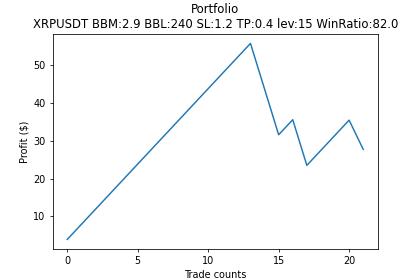 Portfolio
XRPUSDT BBM:2.9 BBL:240 SL:1.2 TP:0.4 lev:15 WinRatio:82.0
50
40
30
20
10
Profit ($)
0 5 10 15 20
Trade counts